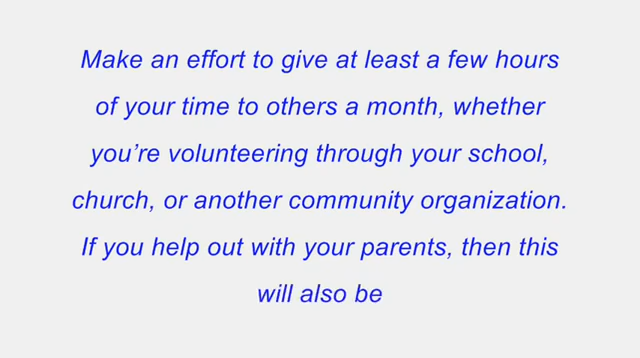 Make an effort to give at least a few hours
of your time to others a month, whether
you’re volunteering through your school,
church, or another community organization.
If you help out with your parents, then this
will also be